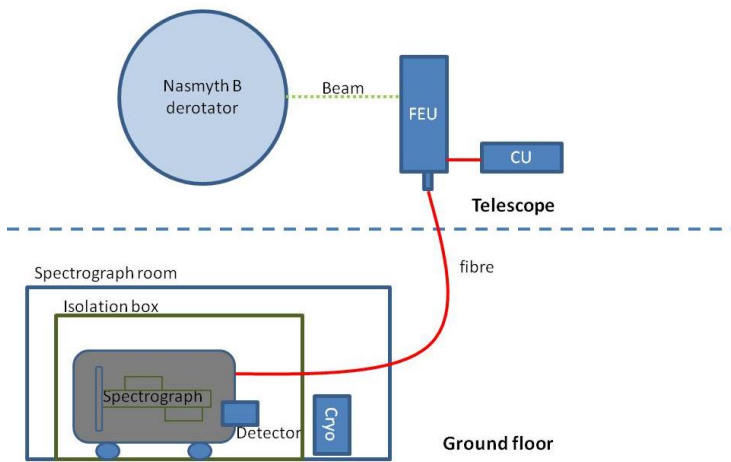 Nasmyth B
derotator
Beam
FEU
CU
Telescope
fibre
Spectrograph room
Isolation box
Spectrograph
Detector
Cryo
Ground floor